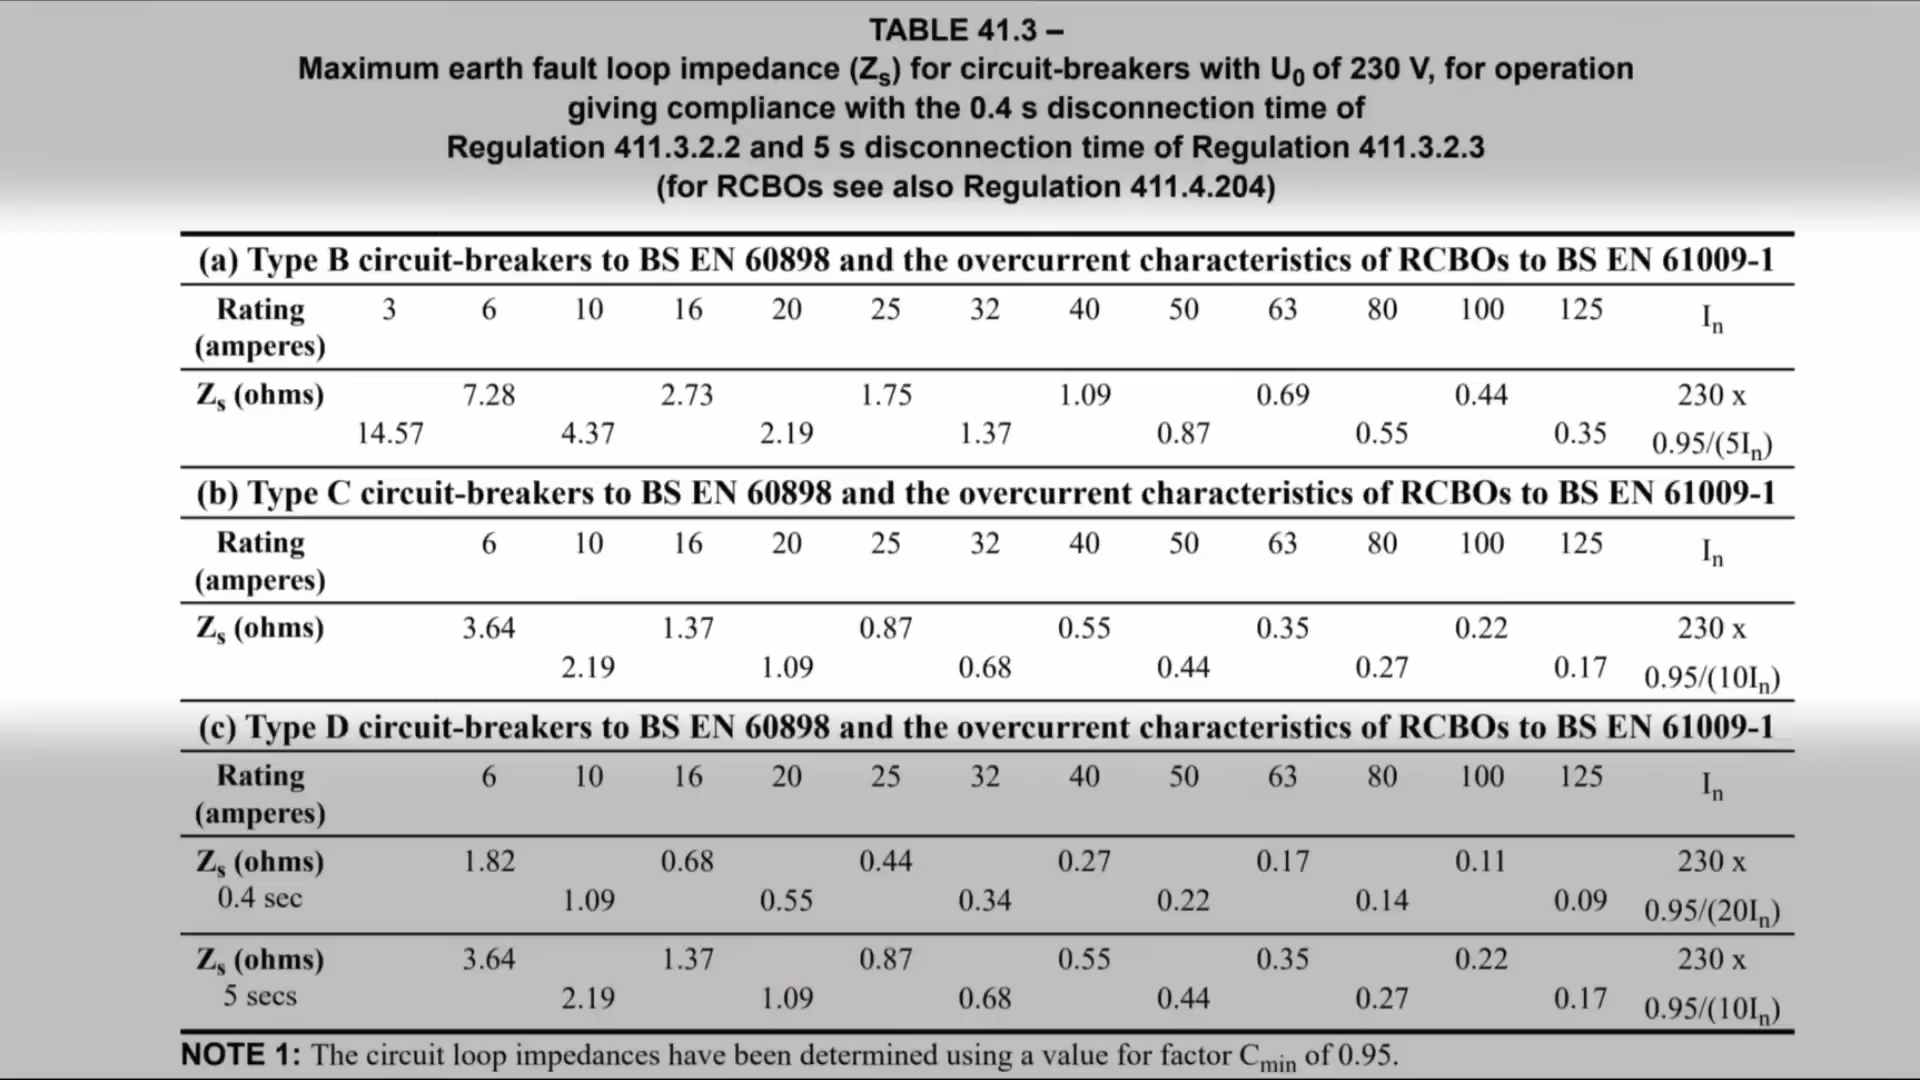 TABLE 41.3 –
Maximum earth fault loop impedance (Zs) for circuit-breakers with U0 of 230 V, for operation
giving compliance with the 0.4 s disconnection time of
Regulation 411.3.2.2 and 5 s disconnection time of Regulation 411.3.2.3
(for RCBOs see also Regulation 411.4.204)
(a) Type B circuit-breakers to BS EN 60898 and the overcurrent characteristics of RCBOs to BS EN 61009-1
Rating 3 6 10 16 20 25 32 40 50 63 80 100 125 In
(amperes)
Zs (ohms) 7.28 2.73 1.75 1.09 0.69 0.44 230 x
14.57 4.37 2.19 1.37 0.87 0.55 0.35 0.95/(5In)
(b) Type C circuit-breakers to BS EN 60898 and the overcurrent characteristics of RCBOs to BS EN 61009-1
Rating 6 10 16 20 25 32 40 50 63 80 100 125 In
(amperes)
Zs (ohms) 3.64 1.37 0.87 0.55 0.35 0.22 230 x
2.19 1.09 0.68 0.44 0.27 0.17 0.95/(10In)
(c) Type D circuit-breakers to BS EN 60898 and the overcurrent characteristics of RCBOs to BS EN 61009-1
Rating 6 10 16 20 25 32 40 50 63 80 100 125 In
(amperes)
Zs (ohms) 1.82 0.68 0.44 0.27 0.17 0.11 230 x
0.4 sec 1.09 0.55 0.34 0.22 0.14 0.09 0.95/(20In)
Zs (ohms) 3.64 1.37 0.87 0.55 0.35 0.22 230 x
5 secs 2.19 1.09 0.68 0.44 0.27 0.17 0.95/(10In)
NOTE 1: The circuit loop impedances have been determined using a value for factor Cmin of 0.95.